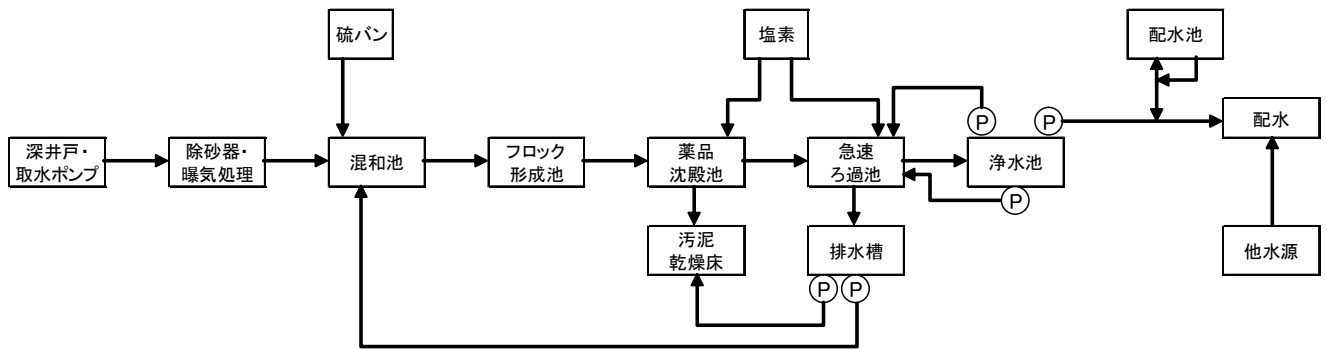 硫バン
塩素
配水池
P
P
配水
深井戸・
取水ポンプ
除砂器・
曝気処理
混和池
フロック
形成池
薬品
沈殿池
急速
ろ過池
浄水池
P
汚泥
乾燥床
排水槽
他水源
P
P